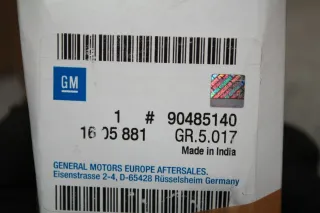 GM
1 # 90485140
16 05 881 GR.5.017
Made in India
GENERAL MOTORS EUROPE AFTERSALES.
Eisenstrasse 2-4, D-65428 Rüsselsheim Germany